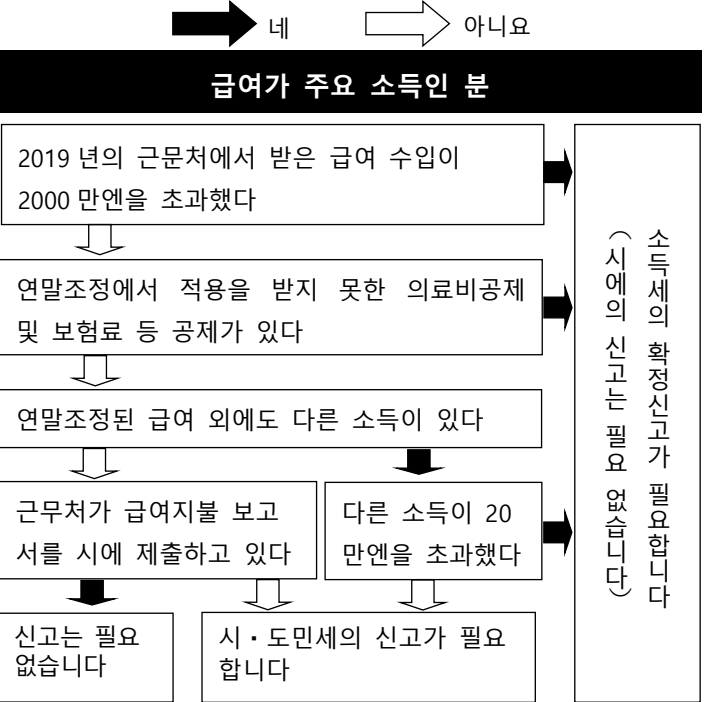 네 아니요
급여가 주요 소득인 분
2019 년의 근문처에서 받은 급여 수입이
2000 만엔을 초과했다
연말조정에서 적용을 받지 못한 의료비공제
및 보험료 등 공제가 있다
연말조정된 급여 외에도 다른 소득이 있다
근무처가 급여지불 보고
서를 시에 제출하고 있다
다른 소득이 20
만엔을 초과했다
신고는 필요
없습니다
시・도민세의 신고가 필요
합니다
소득세의 확정신고가 필요합니다
(시에의 신고는 필요 없습니다)